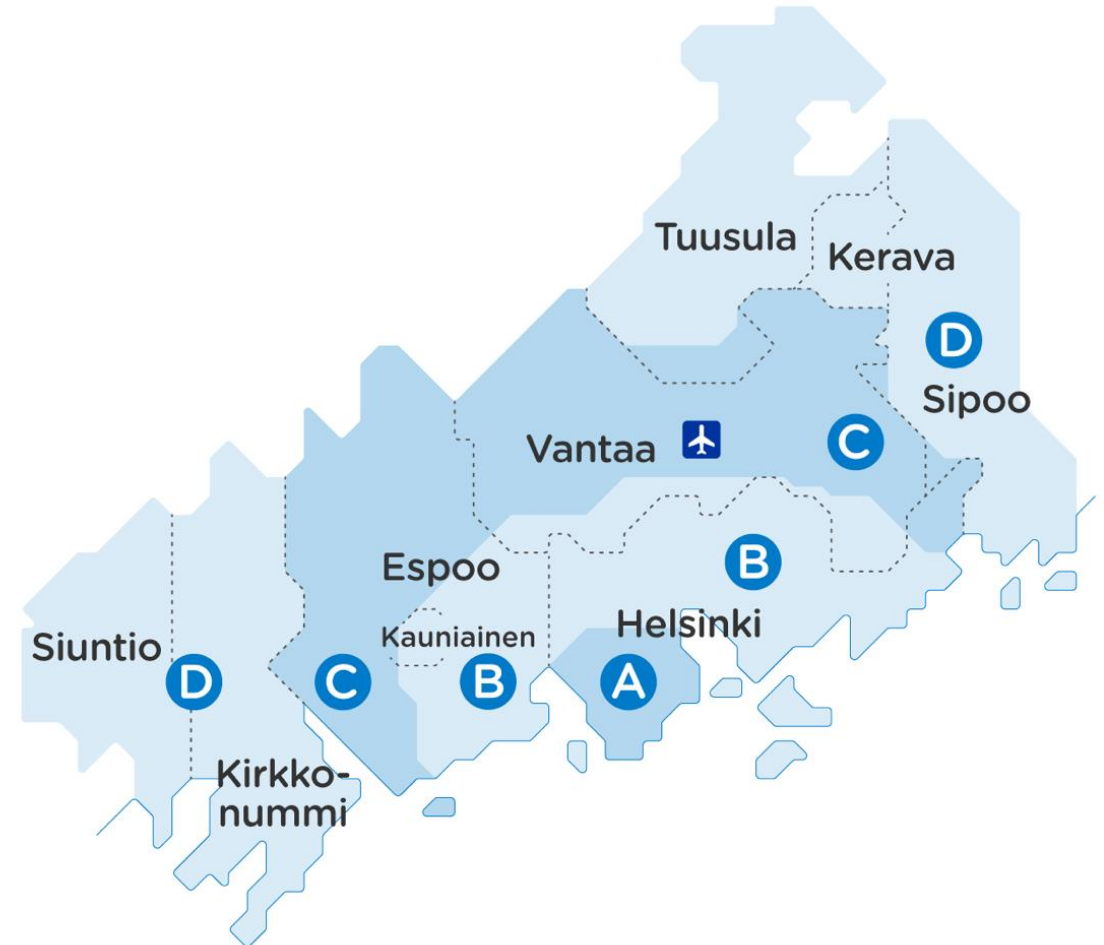 Tuusula
Kerava
D
Sipoo
Vantaa
C
Espoo
B
Kauniainen
Helsinki
Siuntio
D
C
B
A
Kirkko-
nummi